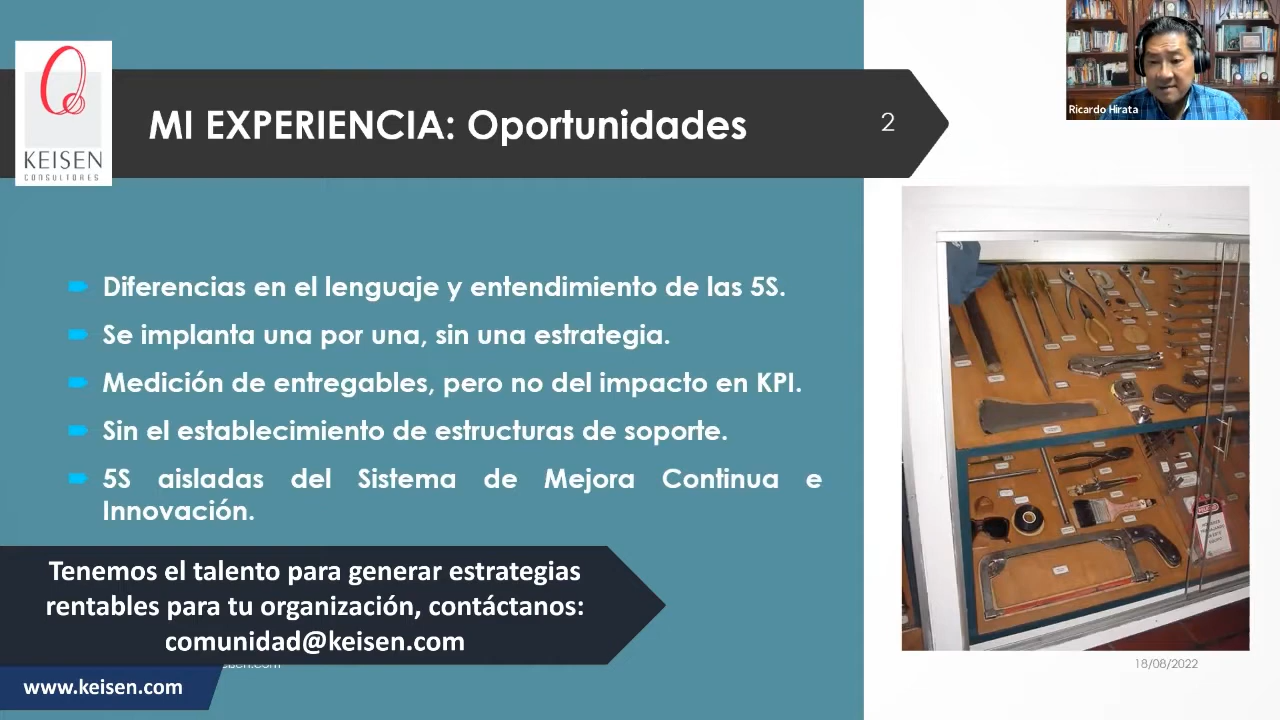 KEISEN
CONSULTORES
MI EXPERIENCIA: Oportunidades
2
Ricardo Hirata
Diferencias en el lenguaje y entendimiento de las 5S.
Se implanta una por una, sin una estrategia.
Medición de entregables, pero no del impacto en KPI.
Sin el establecimiento de estructuras de soporte.
5S aisladas del Sistema de Mejora Continua e
Innovación.
Tenemos el talento para generar estrategias
rentables para tu organización, contáctanos:
comunidad@keisen.com
www.keisen.com
18/08/2022